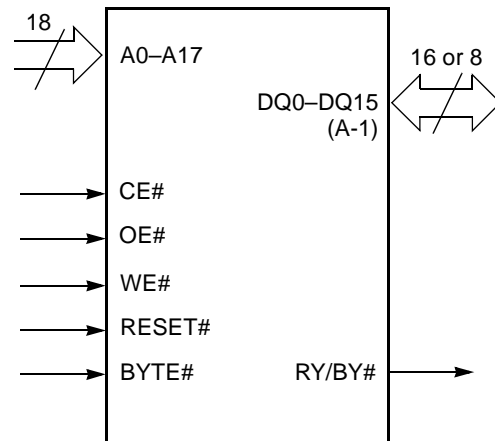 18
A0–A17
16 or 8
DQ0–DQ15
(A-1)
CE#
OE#
WE#
RESET#
BYTE#
RY/BY#